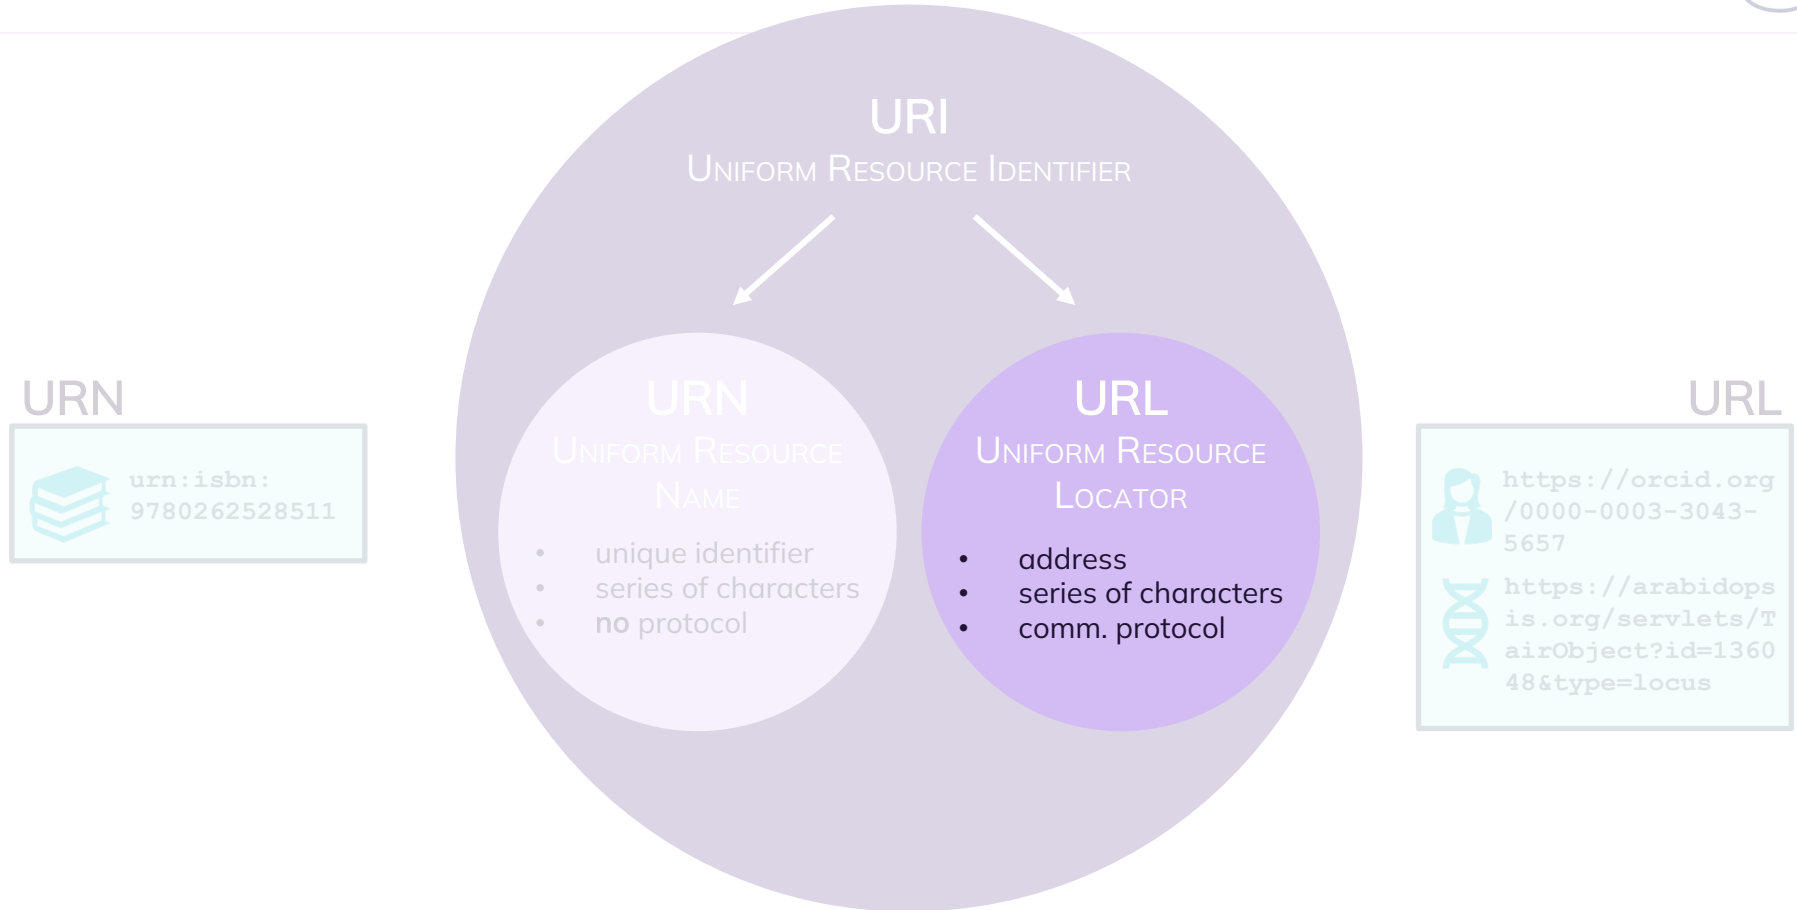 URI
Uniform Resource Identifier
URN
urn:isbn:
9780262528511
URN
Uniform Resource
Name
• unique identifier
• series of characters
• no protocol
URL
Uniform Resource
Locator
• address
• series of characters
• comm. protocol
URL
https://orcid.org
/0000-0003-3043-
5657
https://arabidops
is.org/servlets/T
airObject?id=1360
48&type=locus